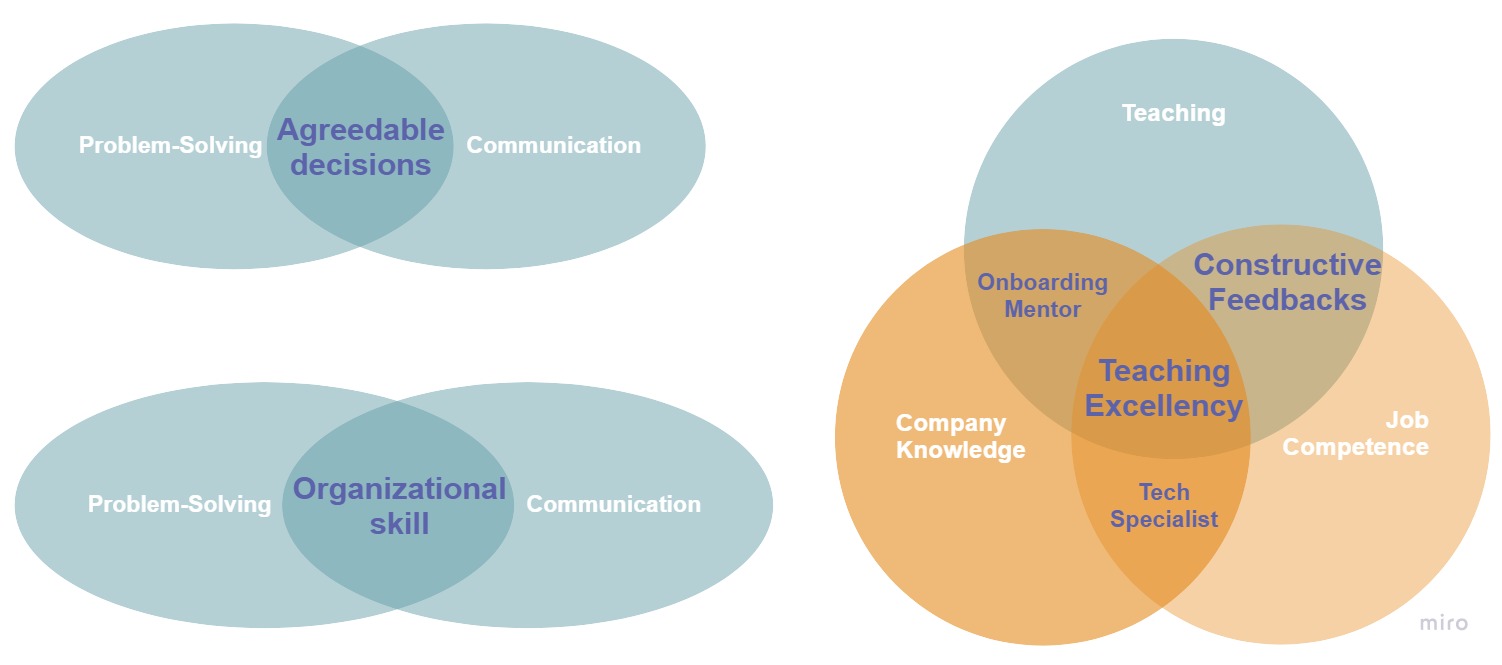 Problem-Solving
Agreedable
decisions
Communication
Problem-Solving
Organizational
skill
Communication
Teaching
Onboarding
Mentor
Constructive
Feedbacks
Teaching
Excellency
Company
Knowledge
Job
Competence
Tech
Specialist
miro